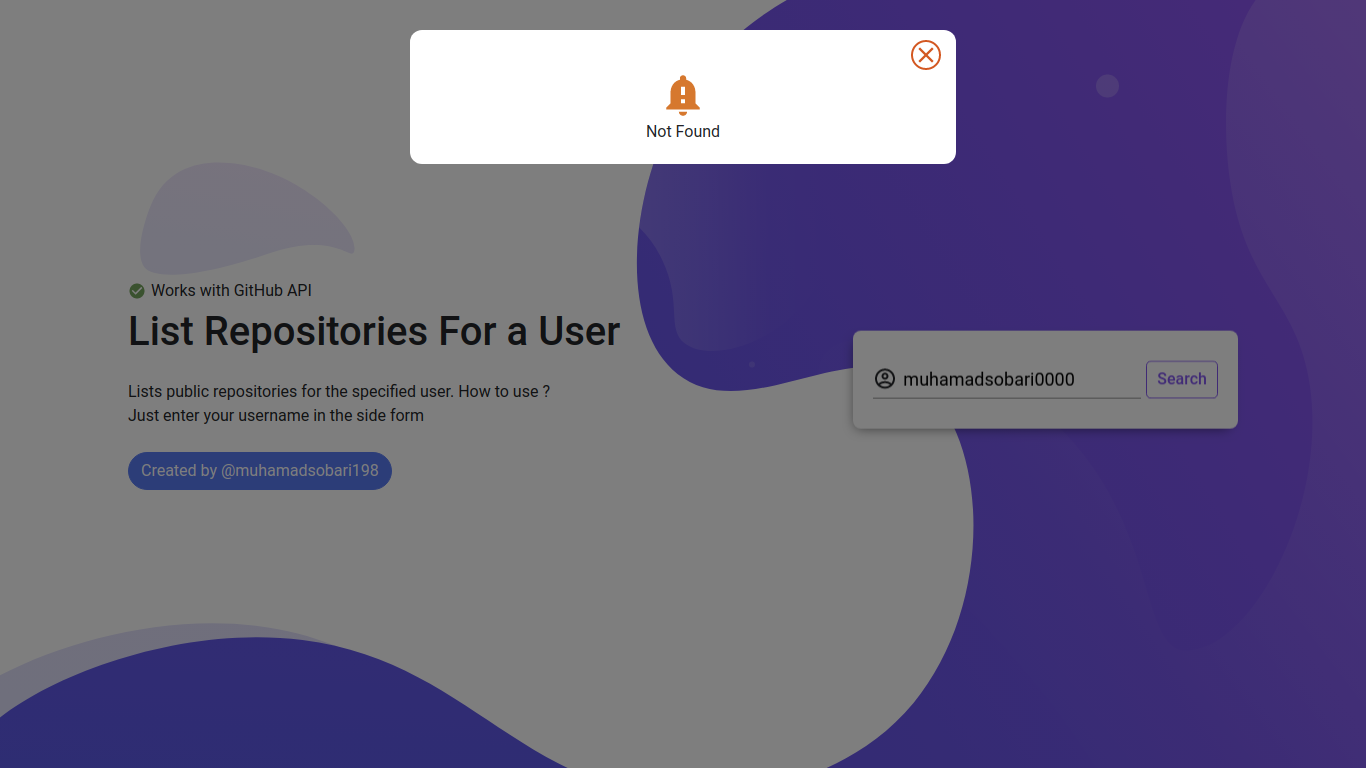 Not Found
Works with GitHub API
List Repositories For a User
Lists public repositories for the specified user. How to use ?
Just enter your username in the side form
Created by @muhamadsobari198
muhamadsobari0000
Search